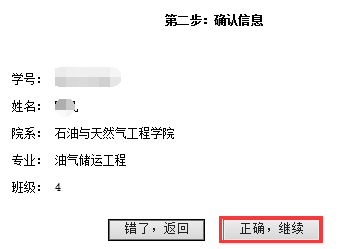 第二步：确认信息
学号：
姓名：
院系： 石油与天然气工程学院
专业： 油气储运工程
班级： 4
错了，返回 正确，继续